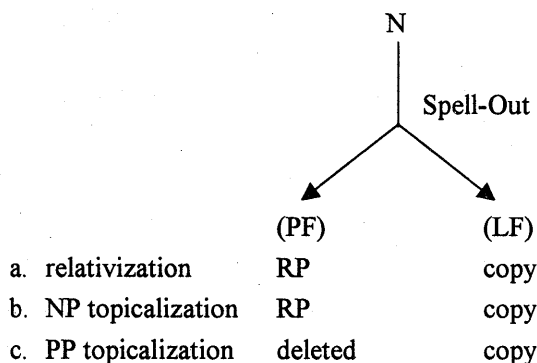 N
Spell-Out
(PF) (LF)
a. relativization RP copy
b. NP topicalization RP copy
c. PP topicalization deleted copy